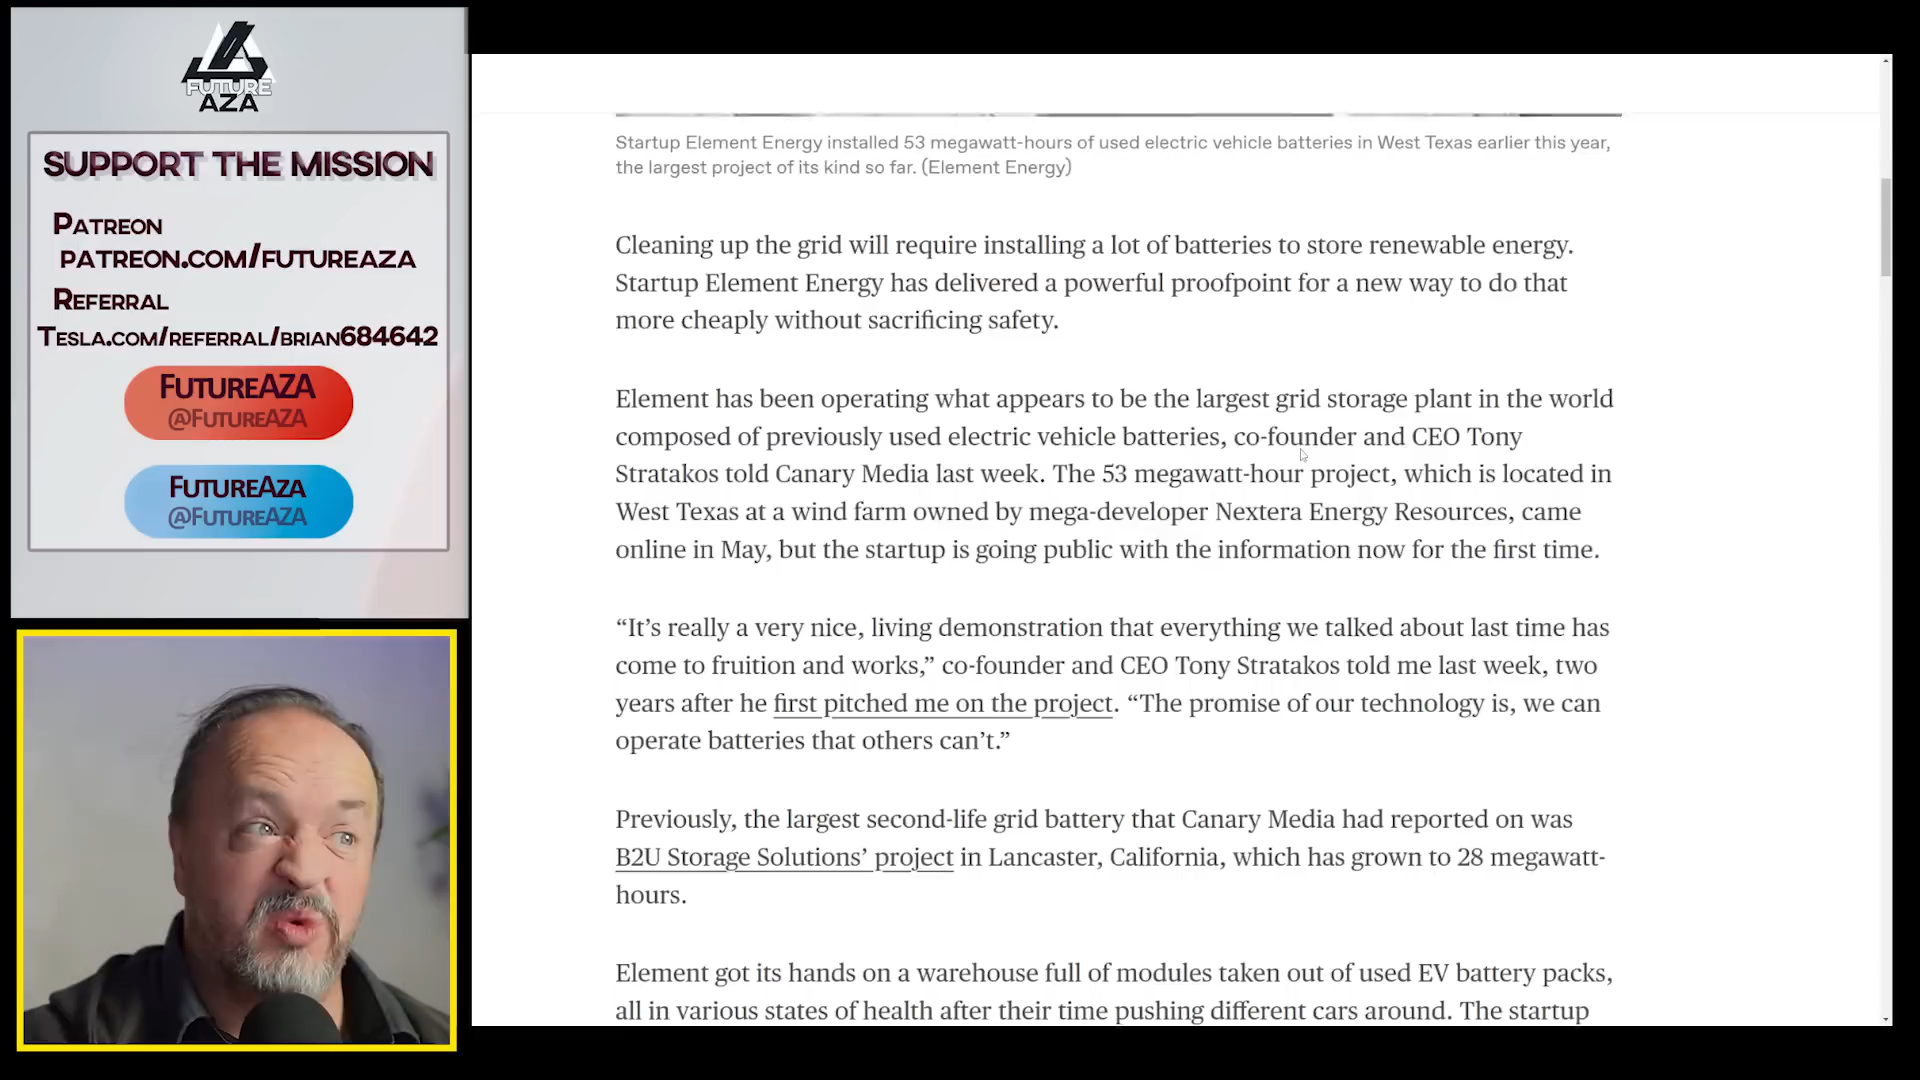 FUTURE
AZA
SUPPORT THE MISSION
PATREON
PATREON.COM/FUTUREAZA
REFERRAL
TESLA.COM/REFERRAL/BRIAN684642
FUTUREAZA
@FUTUREAZA
FUTUREAZA
@FUTUREAZA
Startup Element Energy installed 53 megawatt-hours of used electric vehicle batteries in West Texas earlier this year,
the largest project of its kind so far. (Element Energy)
Cleaning up the grid will require installing a lot of batteries to store renewable energy.
Startup Element Energy has delivered a powerful proofpoint for a new way to do that
more cheaply without sacrificing safety.
Element has been operating what appears to be the largest grid storage plant in the world
composed of previously used electric vehicle batteries, co-founder and CEO Tony
Stratakos told Canary Media last week. The 53 megawatt-hour project, which is located in
West Texas at a wind farm owned by mega-developer Nextera Energy Resources, came
online in May, but the startup is going public with the information now for the first time.
“It’s really a very nice, living demonstration that everything we talked about last time has
come to fruition and works,” co-founder and CEO Tony Stratakos told me last week, two
years after he first pitched me on the project. “The promise of our technology is, we can
operate batteries that others can’t.”
Previously, the largest second-life grid battery that Canary Media had reported on was
B2U Storage Solutions’ project in Lancaster, California, which has grown to 28 megawatt-
hours.
Element got its hands on a warehouse full of modules taken out of used EV battery packs,
all in various states of health after their time pushing different cars around. The startup